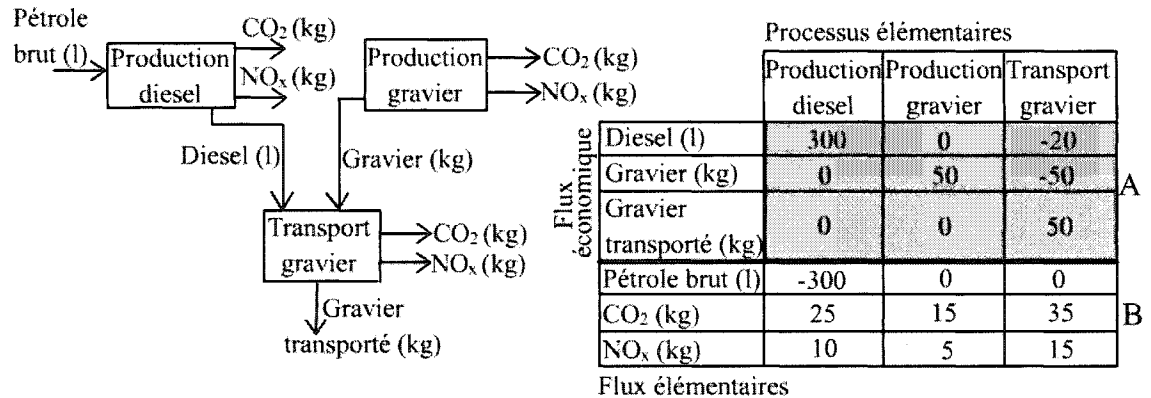 Pétrole
brut (l)
Production
diesel
CO₂ (kg)
NOₓ (kg)
Production
gravier
CO₂ (kg)
NOₓ (kg)
Diesel (l)
Gravier (kg)
Transport
gravier
CO₂ (kg)
NOₓ (kg)
Gravier
transporté (kg)
Processus élémentaires
Production Production Transport
diesel gravier gravier
Flux
économique
Diesel (l) 300 0 -20
Gravier (kg) 0 50 -50
A
Gravier
transporté (kg) 0 0 50
Pétrole brut (l) -300 0 0
CO₂ (kg) 25 15 35 B
NOₓ (kg) 10 5 15
Flux élémentaires